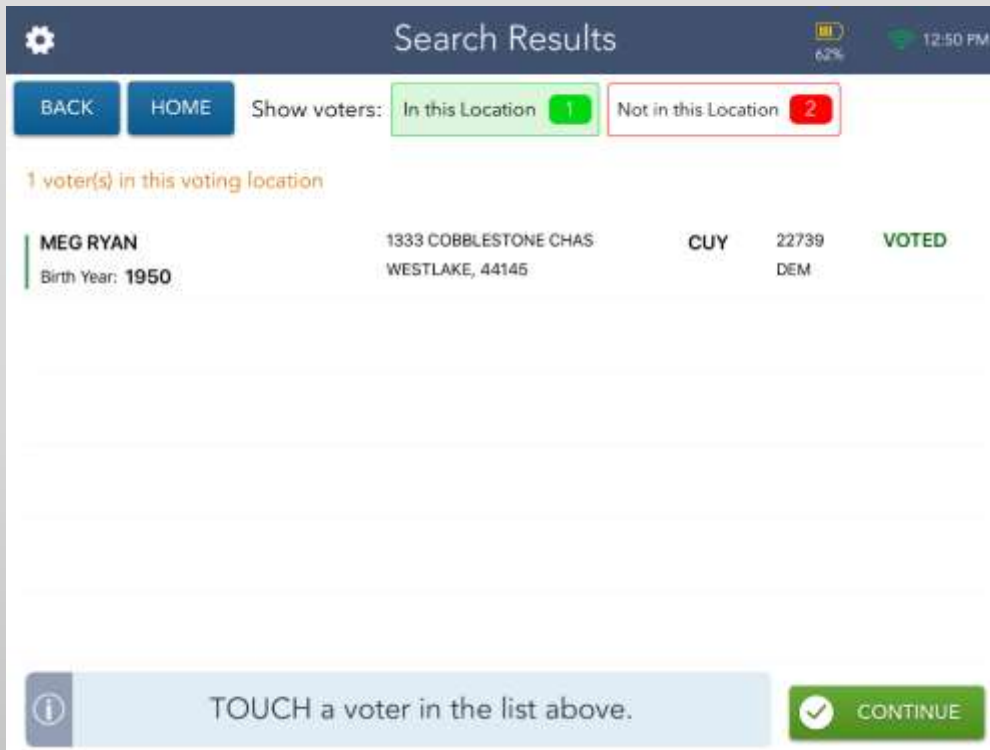 Search Results
62%
12:50 PM
BACK HOME Show voters: In this Location 1 Not in this Location 2
1 voter(s) in this voting location
MEG RYAN 1333 COBBLESTONE CHAS CUY 22739 VOTED
Birth Year: 1950 WESTLAKE, 44145 DEM
TOUCH a voter in the list above.
CONTINUE